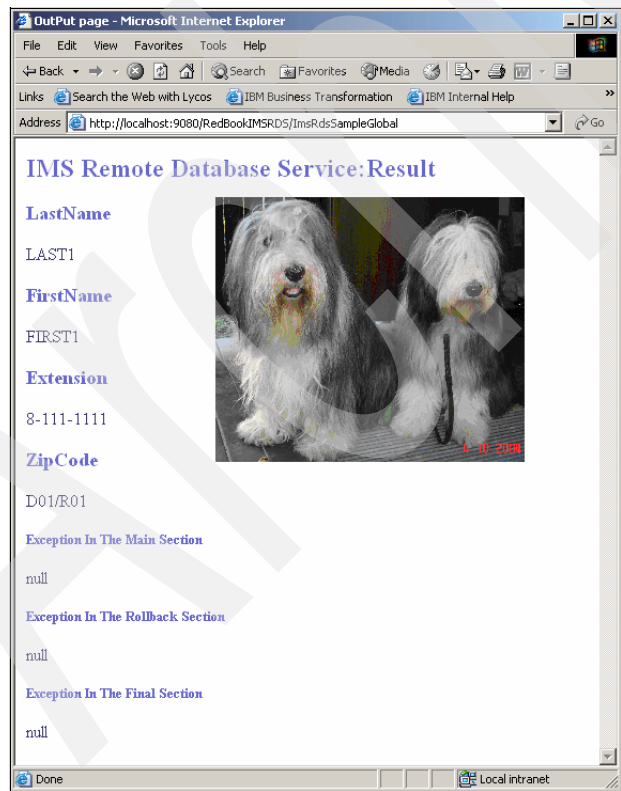 OutPut page - Microsoft Internet Explorer
File Edit View Favorites Tools Help
Back Search Favorites Media
Links Search the Web with Lycos IBM Business Transformation IBM Internal Help »
Address http://localhost:9080/RedBookIMSRDS/ImsRdsSampleGlobal Go
IMS Remote Database Service:Result
LastName
LAST1
FirstName
FIRST1
Extension
8-111-1111
ZipCode
D01/R01
Exception In The Main Section
null
Exception In The Rollback Section
null
Exception In The Final Section
null
Done Local intranet